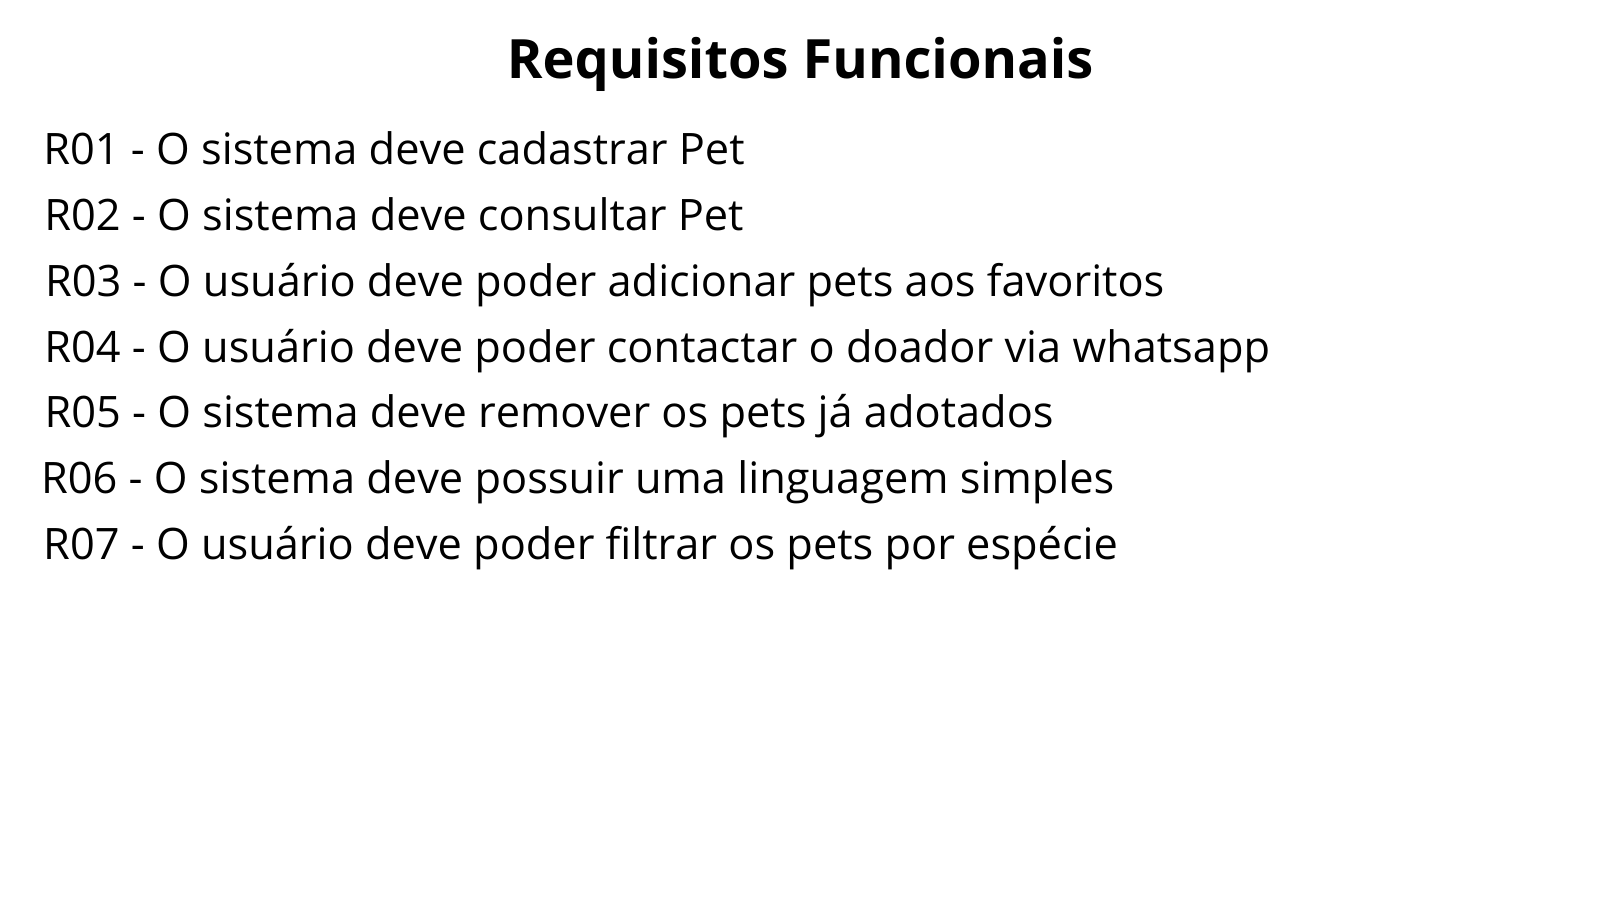 Requisitos Funcionais
R01 - O sistema deve cadastrar Pet
R02 - O sistema deve consultar Pet
R03 - O usuário deve poder adicionar pets aos favoritos
R04 - O usuário deve poder contactar o doador via whatsapp
R05 - O sistema deve remover os pets já adotados
R06 - O sistema deve possuir uma linguagem simples
R07 - O usuário deve poder filtrar os pets por espécie